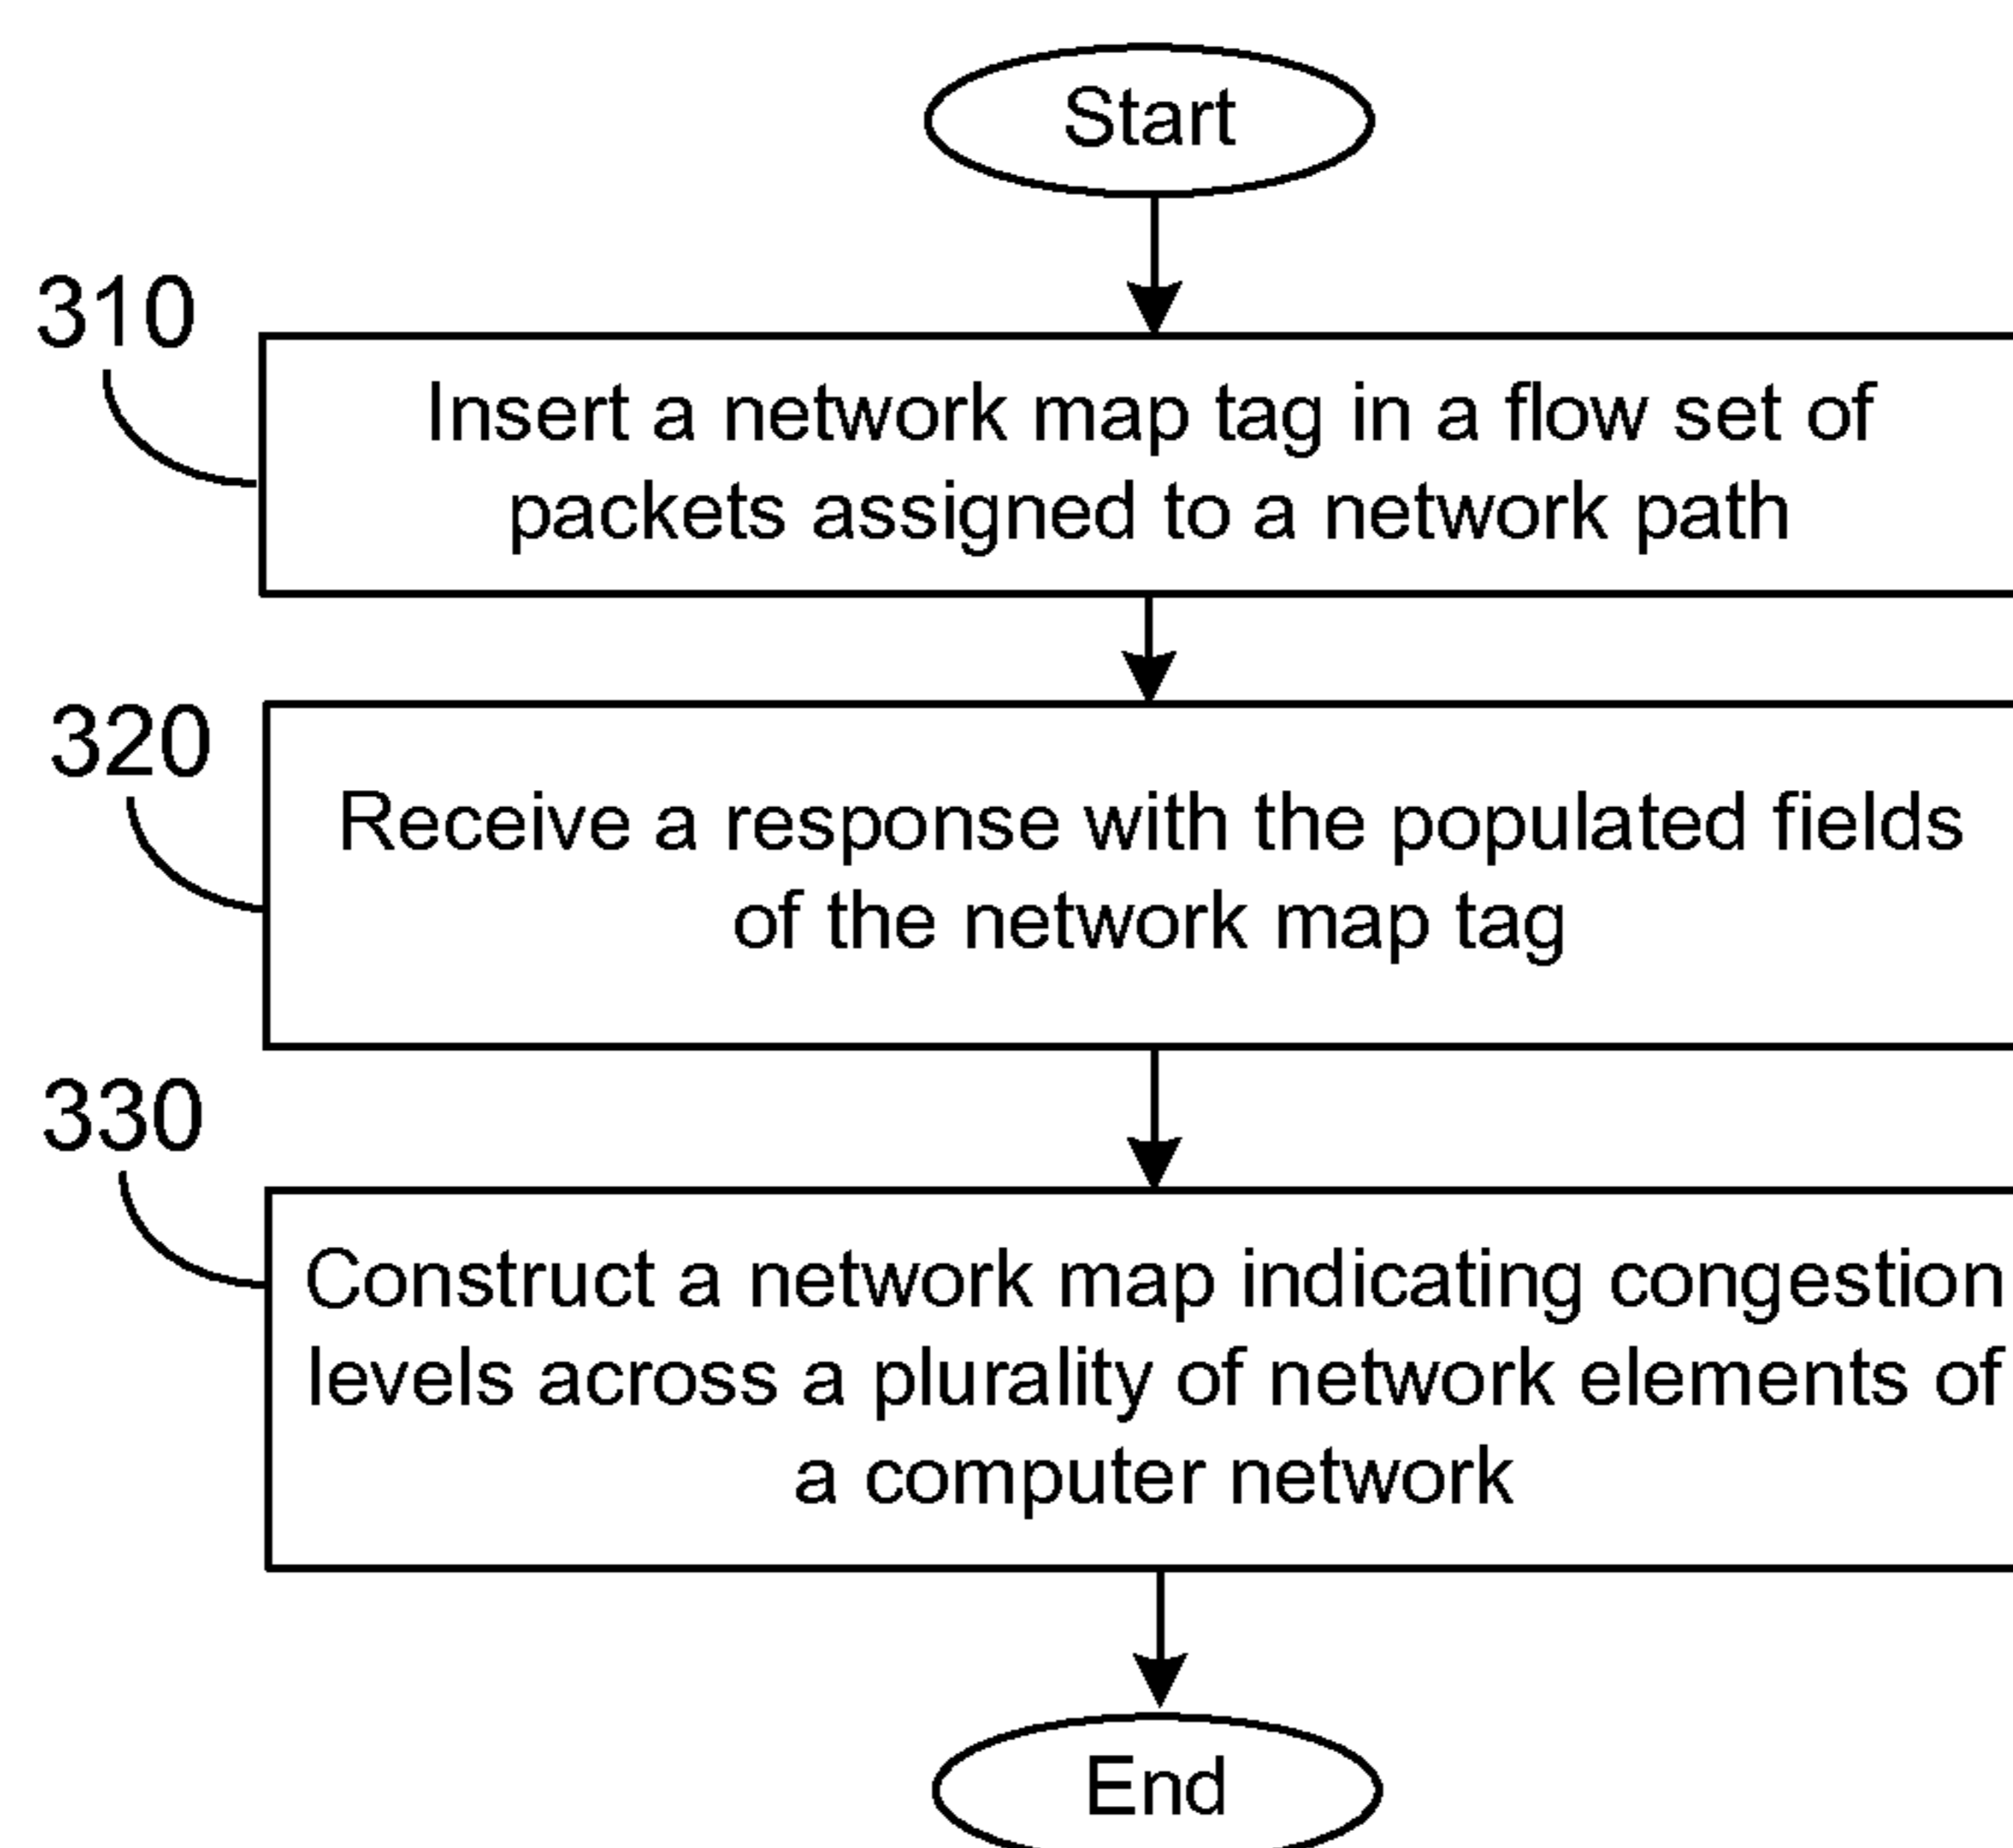 Start
310
Insert a network map tag in a flow set of
packets assigned to a network path
320
Receive a response with the populated fields
of the network map tag
330
Construct a network map indicating congestion
levels across a plurality of network elements of
a computer network
End